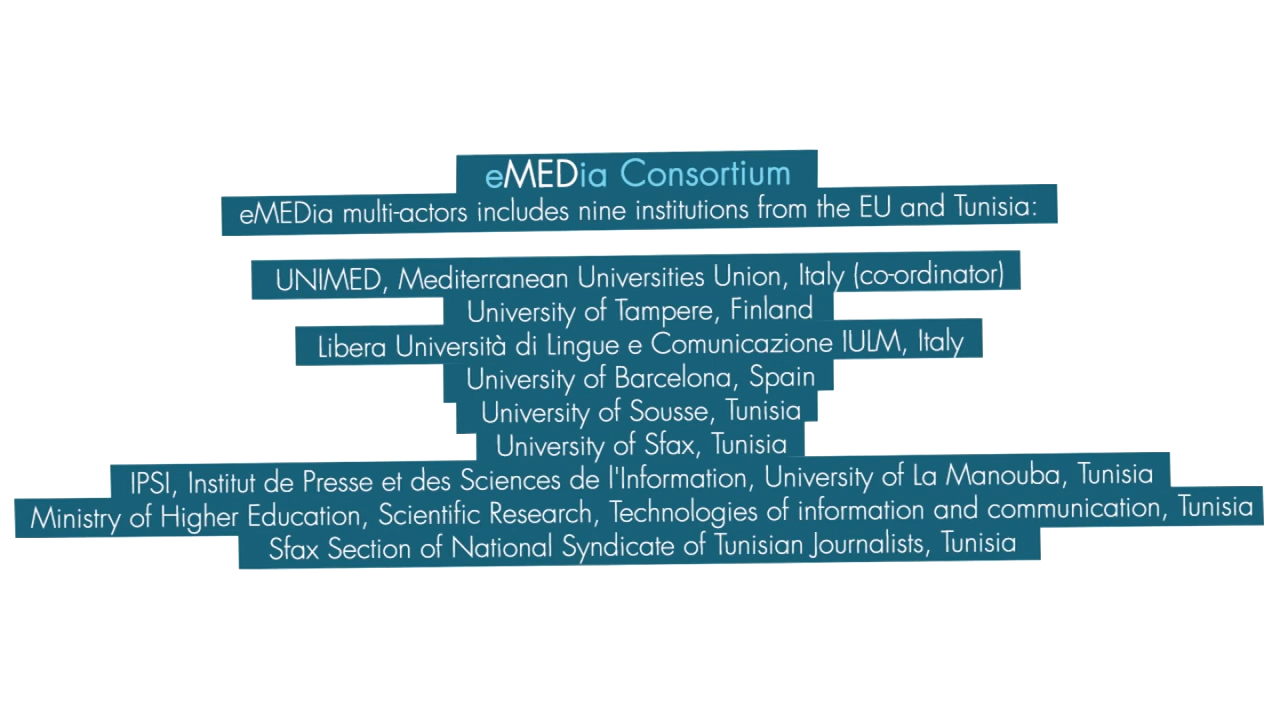 eMEDia Consortium
eMEDia multi-actors includes nine institutions from the EU and Tunisia:
UNIMED, Mediterranean Universities Union, Italy (co-ordinator)
University of Tampere, Finland
Libera Università di Lingue e Comunicazione IULM, Italy
University of Barcelona, Spain
University of Sousse, Tunisia
University of Sfax, Tunisia
IPSI, Institut de Presse et des Sciences de l'Information, University of La Manouba, Tunisia
Ministry of Higher Education, Scientific Research, Technologies of information and communication, Tunisia
Sfax Section of National Syndicate of Tunisian Journalists, Tunisia